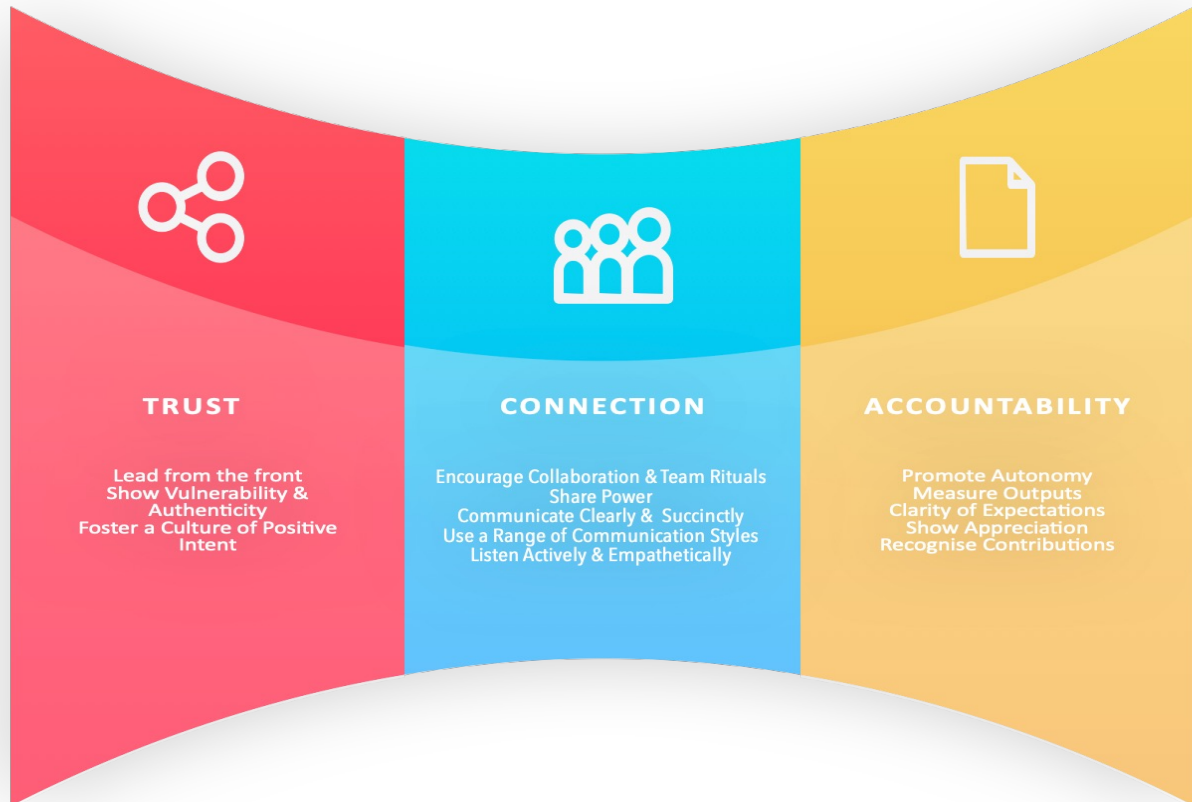 TRUST
Lead from the front
Show Vulnerability &
Authenticity
Foster a Culture of Positive
Intent
CONNECTION
Encourage Collaboration & Team Rituals
Share Power
Communicate Clearly & Succinctly
Use a Range of Communication Styles
Listen Actively & Empathetically
ACCOUNTABILITY
Promote Autonomy
Measure Outputs
Clarity of Expectations
Show Appreciation
Recognise Contributions